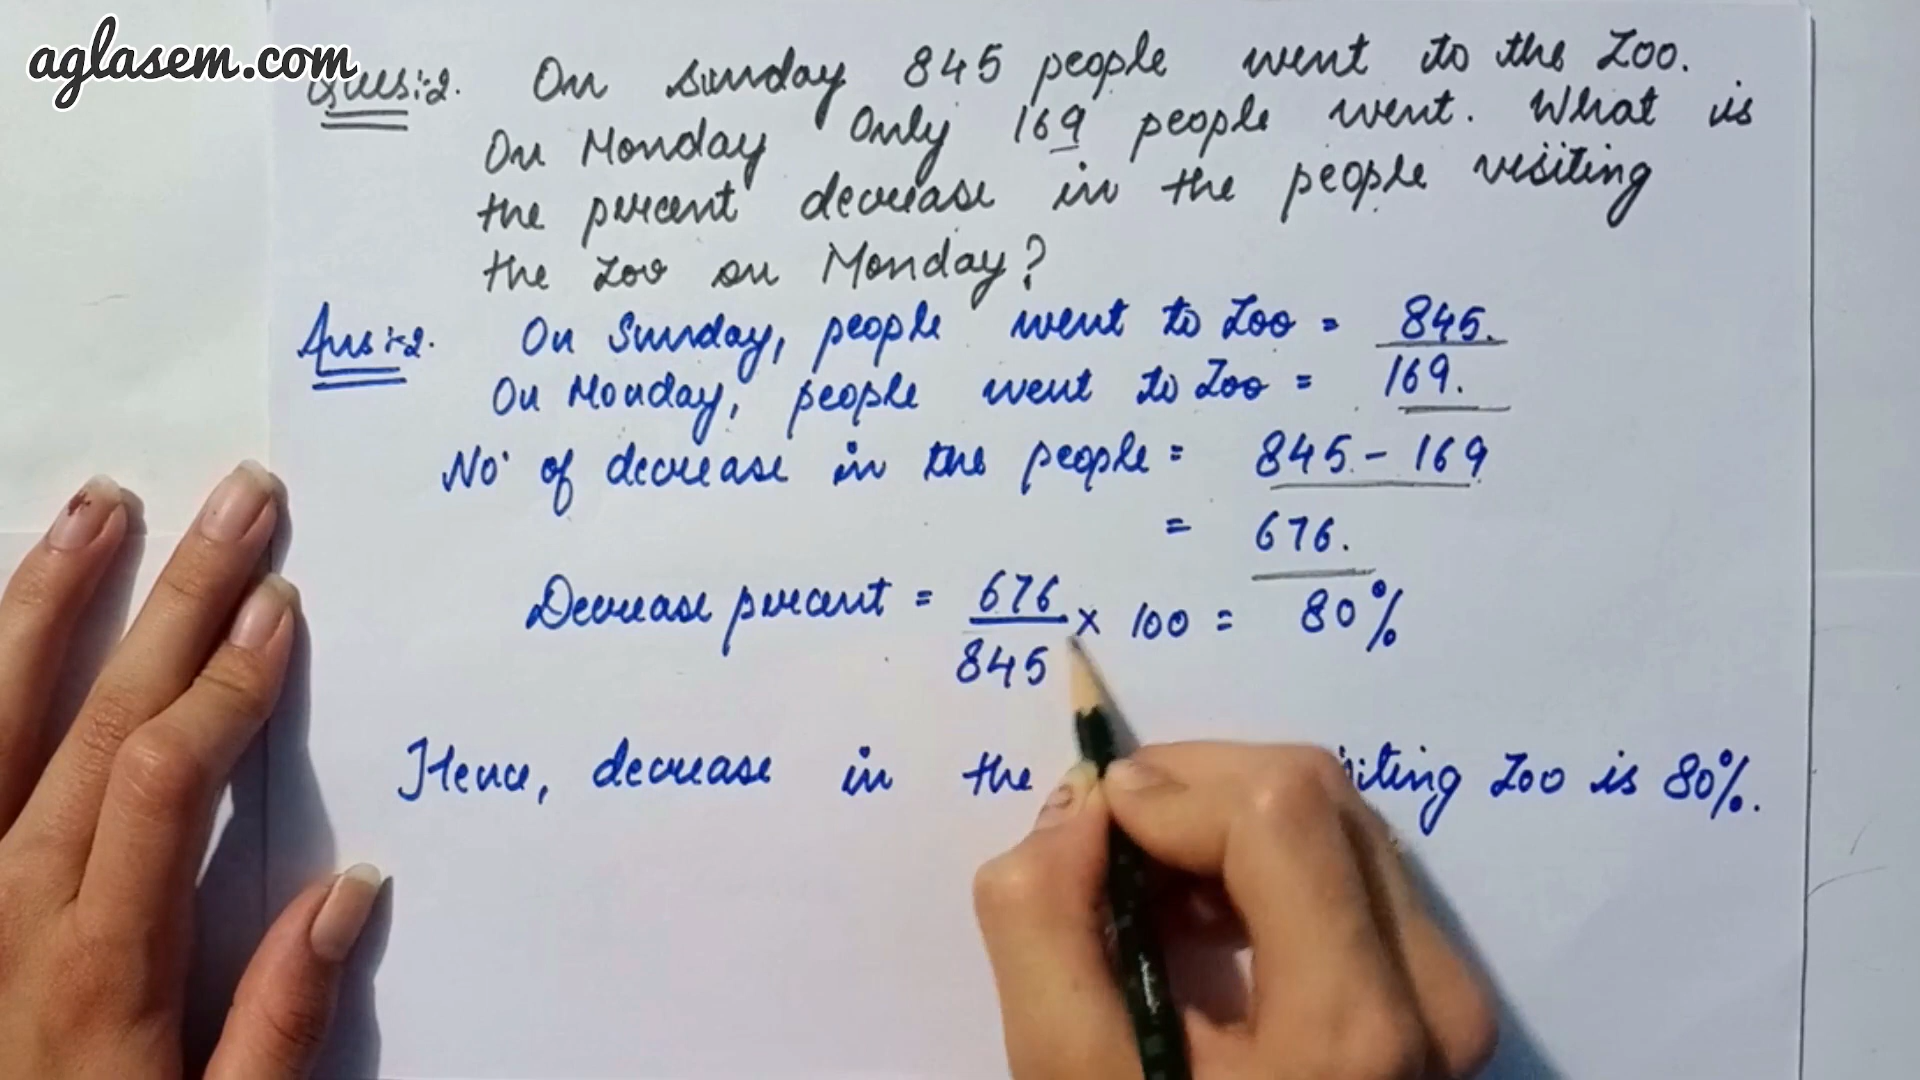 aglasem.com
Ques:-2. On Sunday 845 people went to the Zoo.
On Monday Only 169 people went. What is
the percent decrease in the people visiting
the Zoo on Monday?
Ans:-2. On Sunday, people went to Zoo = 845.
On Monday, people went to Zoo = 169.
No. of decrease in the people = 845 - 169
= 676.
Decrease percent = 676/845 × 100 = 80%
Hence, decrease in the Zoo is 80%.